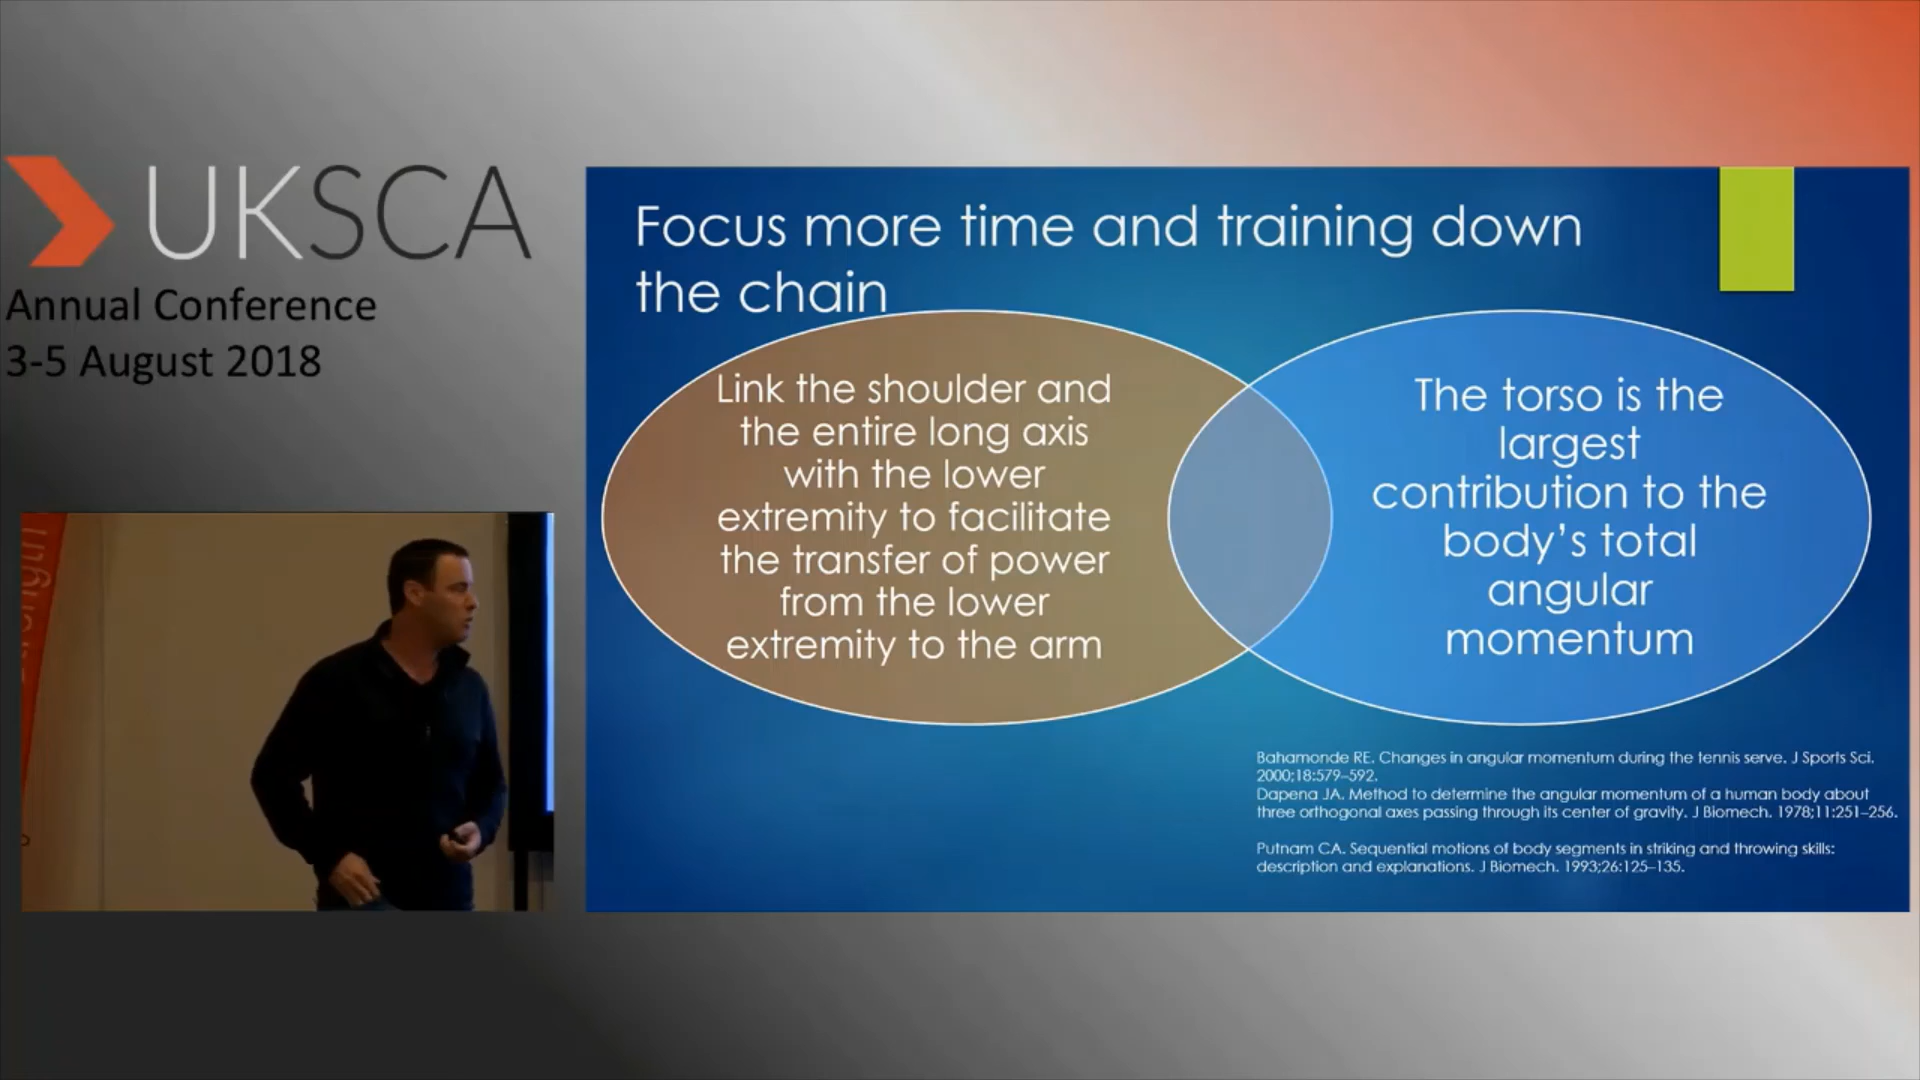 UKSCA
Annual Conference
3-5 August 2018
Focus more time and training down
the chain
Link the shoulder and
the entire long axis
with the lower
extremity to facilitate
the transfer of power
from the lower
extremity to the arm
The torso is the
largest
contribution to the
body's total
angular
momentum
Bahamonde RE. Changes in angular momentum during the tennis serve. J Sports Sci.
2000;18:579–592.
Dapena JA. Method to determine the angular momentum of a human body about
three orthogonal axes passing through its center of gravity. J Biomech. 1978;11:251–256.
Putnam CA. Sequential motions of body segments in striking and throwing skills:
description and explanations. J Biomech. 1993;26:125–135.